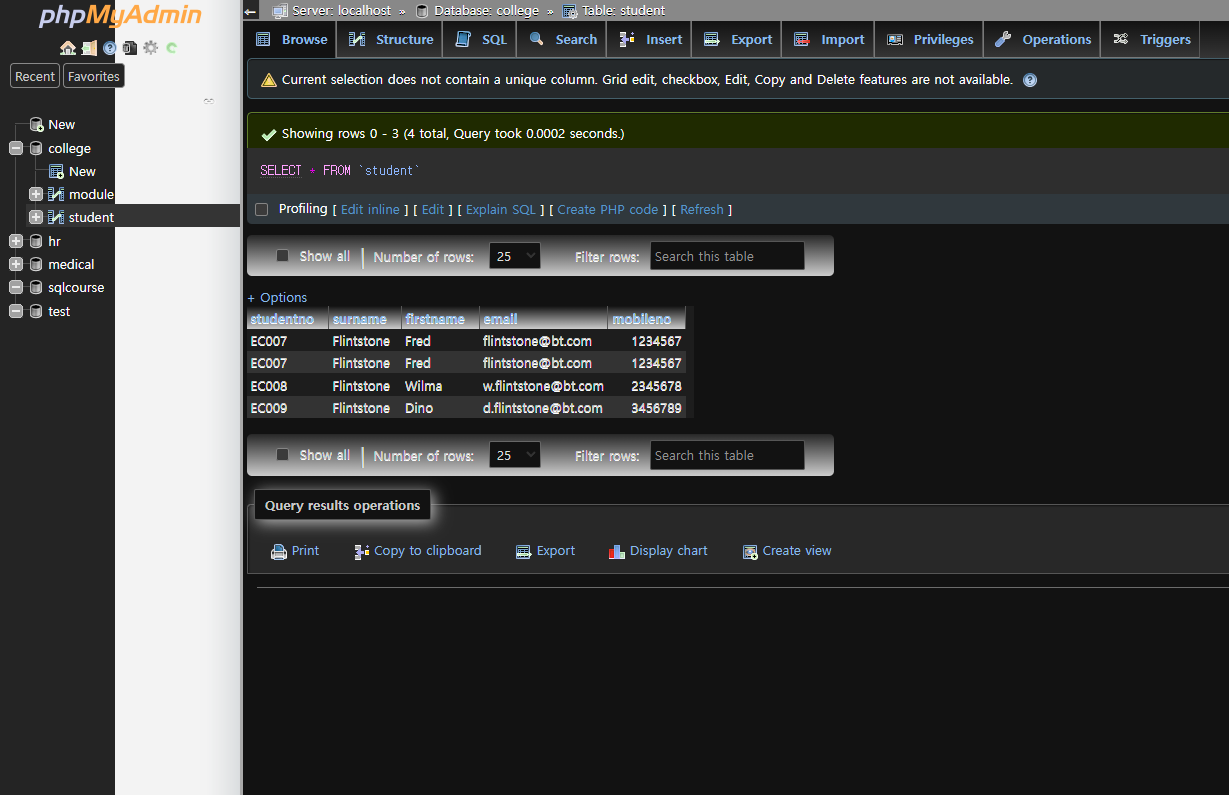 phpMyAdmin
Recent Favorites
New
college
New
module
student
hr
medical
sqlcourse
test
Server: localhost » Database: college » Table: student
Browse Structure SQL Search Insert Export Import Privileges Operations Triggers
Current selection does not contain a unique column. Grid edit, checkbox, Edit, Copy and Delete features are not available.
Showing rows 0 - 3 (4 total, Query took 0.0002 seconds.)
SELECT * FROM `student`
Profiling [ Edit inline ] [ Edit ] [ Explain SQL ] [ Create PHP code ] [ Refresh ]
Show all | Number of rows: 25 Filter rows: Search this table
+ Options
studentno surname firstname email mobileno
EC007 Flintstone Fred flintstone@bt.com 1234567
EC007 Flintstone Fred flintstone@bt.com 1234567
EC008 Flintstone Wilma w.flintstone@bt.com 2345678
EC009 Flintstone Dino d.flintstone@bt.com 3456789
Show all | Number of rows: 25 Filter rows: Search this table
Query results operations
Print Copy to clipboard Export Display chart Create view